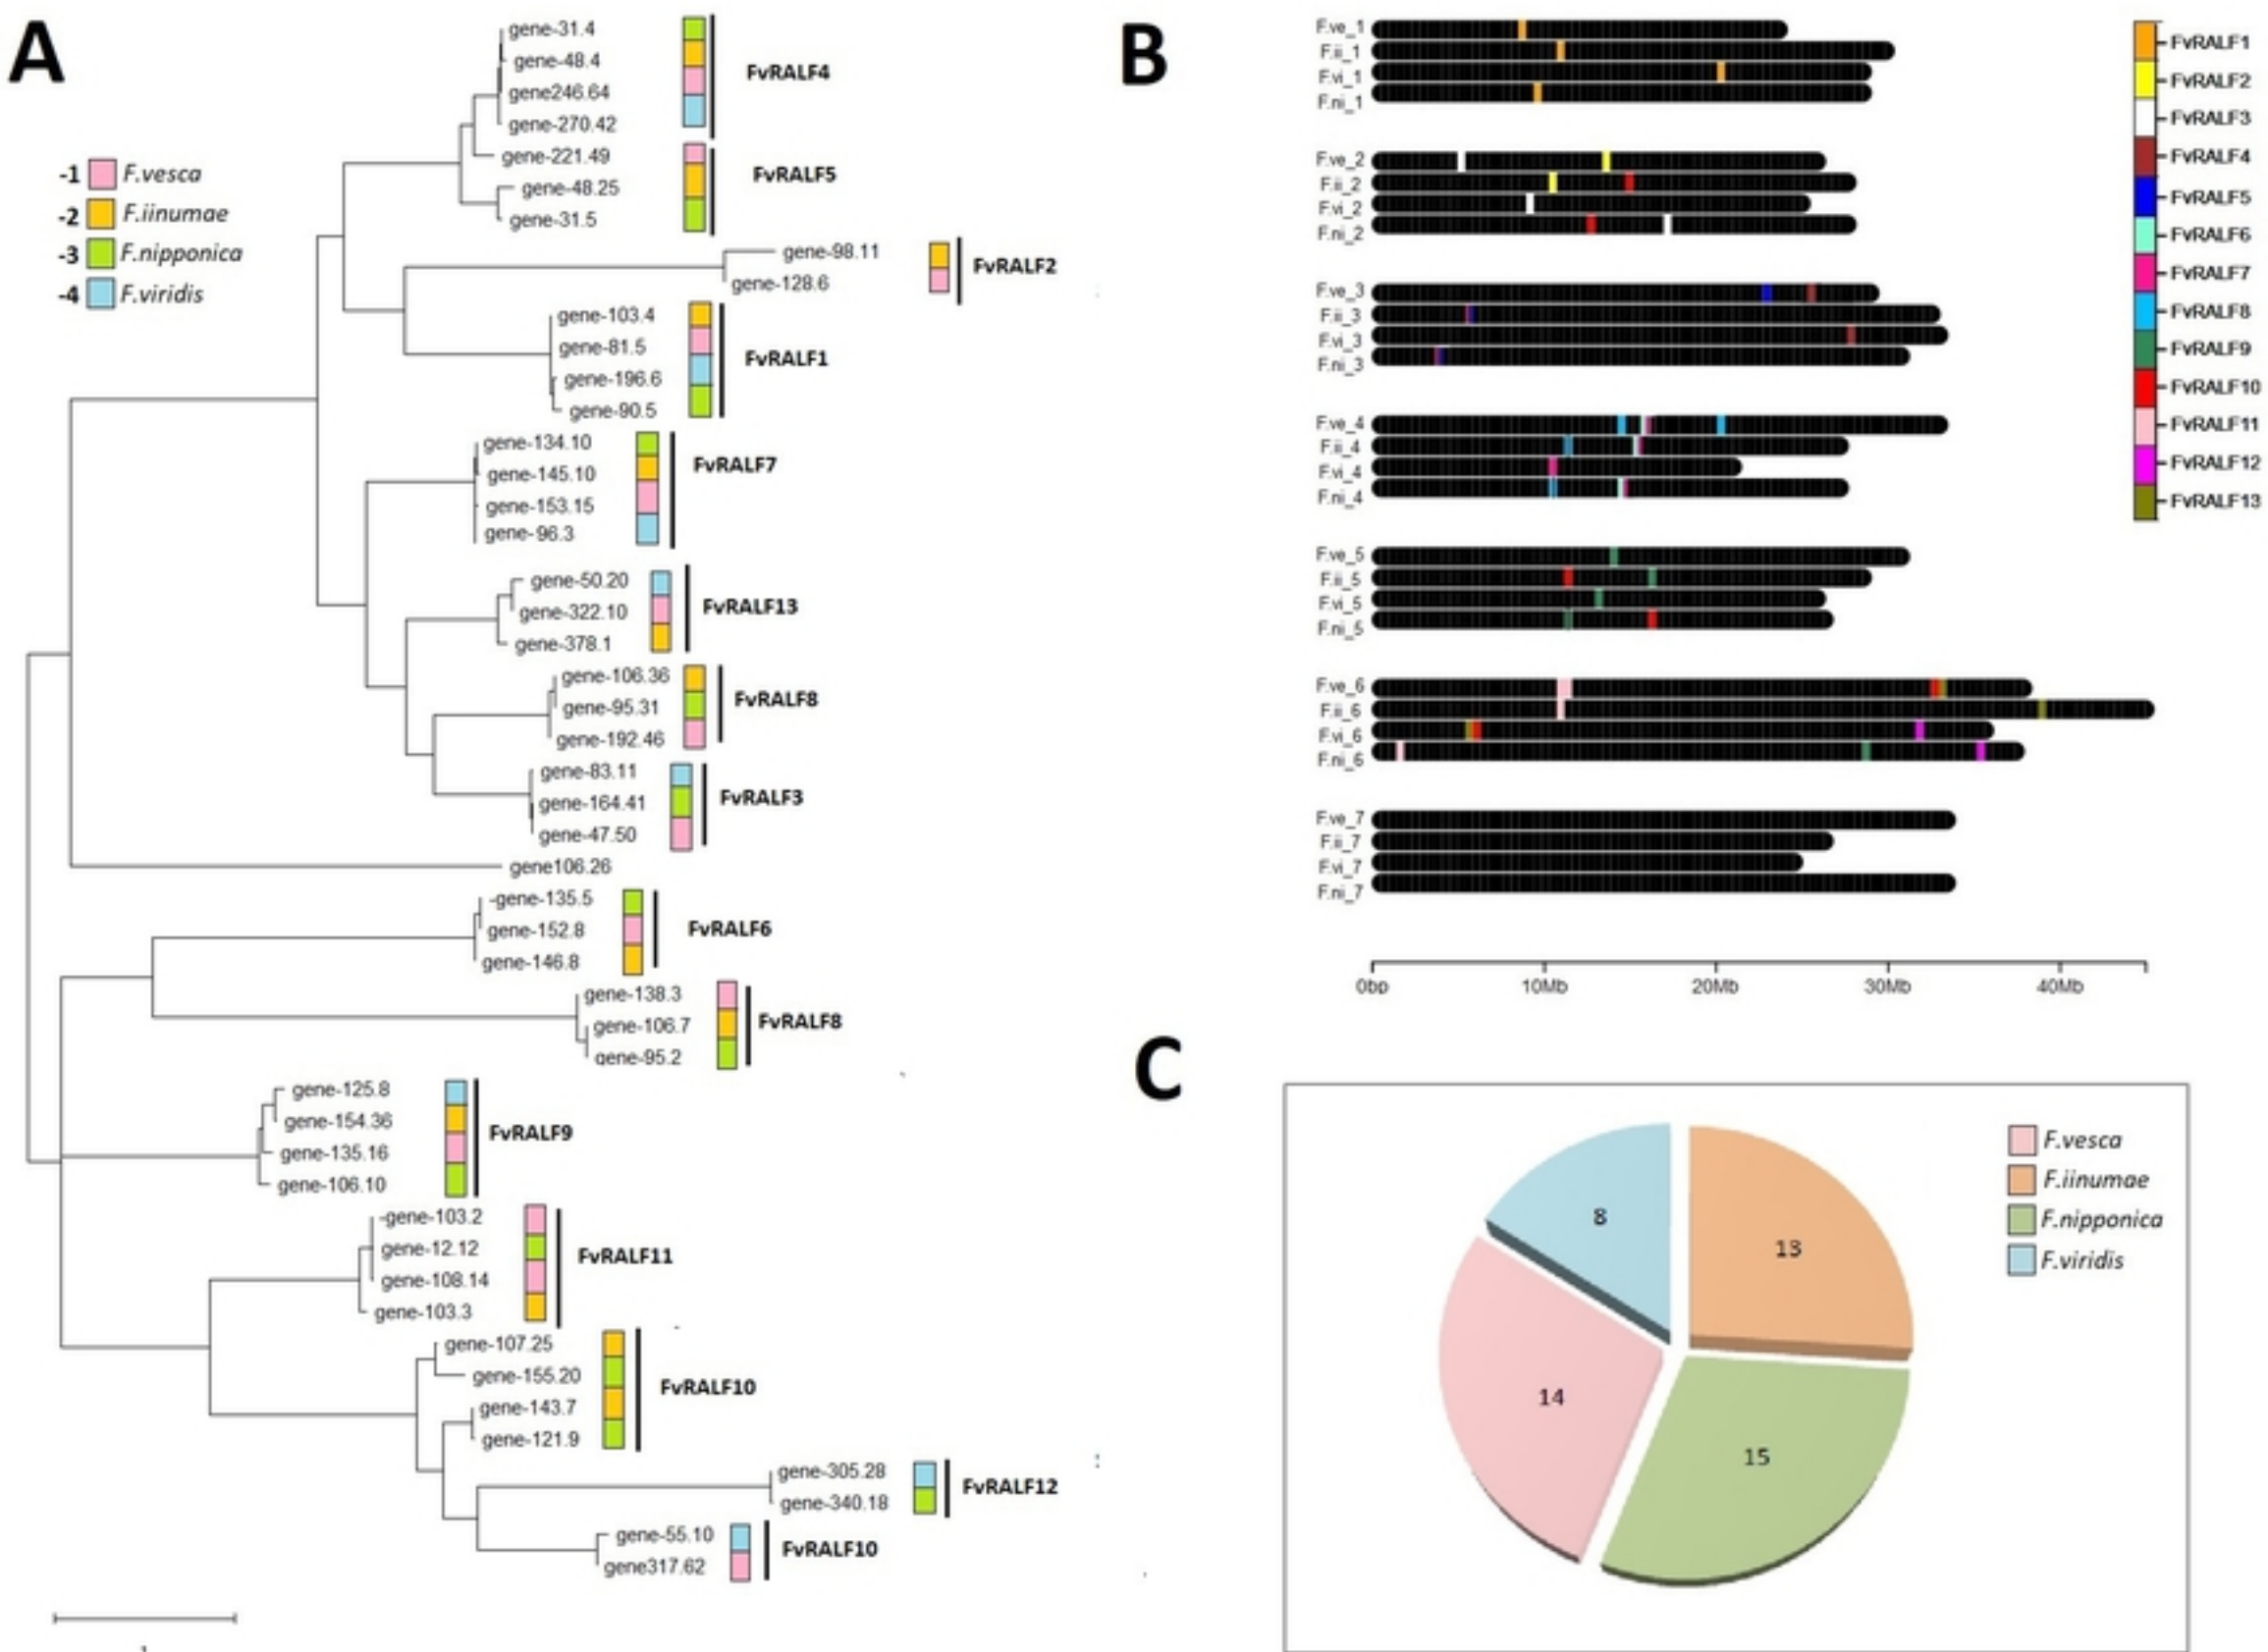 A
gene-31.4
gene-48.4
gene246.64
gene-270.42
FvRALF4
gene-221.49
gene-48.25
gene-31.5
FvRALF5
-1 F.vesca
-2 F.iinumae
-3 F.nipponica
-4 F.viridis
gene-98.11
gene-128.6
FvRALF2
gene-103.4
gene-81.5
gene-196.6
gene-90.5
FvRALF1
gene-134.10
gene-145.10
gene-153.15
gene-96.3
FvRALF7
gene-50.20
gene-322.10
gene-378.1
FvRALF13
gene-106.36
gene-95.31
gene-192.46
FvRALF8
gene-83.11
gene-164.41
gene-47.50
FvRALF3
gene106.26
-gene-135.5
gene-152.8
gene-146.8
FvRALF6
gene-138.3
gene-106.7
gene-95.2
FvRALF8
gene-125.8
gene-154.36
gene-135.16
gene-106.10
FvRALF9
-gene-103.2
gene-12.12
gene-108.14
gene-103.3
FvRALF11
gene-107.25
gene-155.20
gene-143.7
gene-121.9
FvRALF10
gene-305.28
gene-340.18
FvRALF12
gene-55.10
gene317.62
FvRALF10
B
F.ve_1
F.ii_1
F.vi_1
F.ni_1
F.ve_2
F.ii_2
F.vi_2
F.ni_2
F.ve_3
F.ii_3
F.vi_3
F.ni_3
F.ve_4
F.ii_4
F.vi_4
F.ni_4
F.ve_5
F.ii_5
F.vi_5
F.ni_5
F.ve_6
F.ii_6
F.vi_6
F.ni_6
F.ve_7
F.ii_7
F.vi_7
F.ni_7
0bp 10Mb 20Mb 30Mb 40Mb
FvRALF1
FvRALF2
FvRALF3
FvRALF4
FvRALF5
FvRALF6
FvRALF7
FvRALF8
FvRALF9
FvRALF10
FvRALF11
FvRALF12
FvRALF13
C
8
13
14
15
F.vesca
F.iinumae
F.nipponica
F.viridis